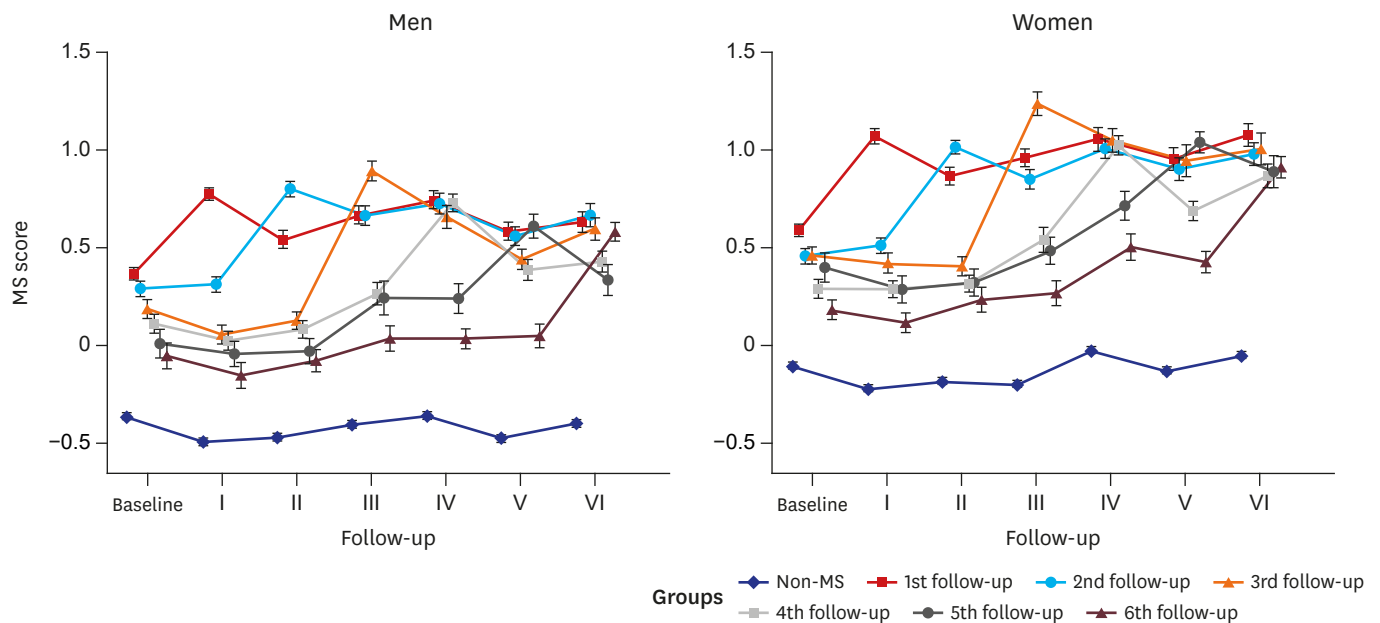 Men
Women
MS score
1.5
1.0
0.5
0
−0.5
Baseline I II III IV V VI
Follow-up
1.5
1.0
0.5
0
−0.5
Baseline I II III IV V VI
Follow-up
Groups
Non-MS 1st follow-up 2nd follow-up 3rd follow-up
4th follow-up 5th follow-up 6th follow-up